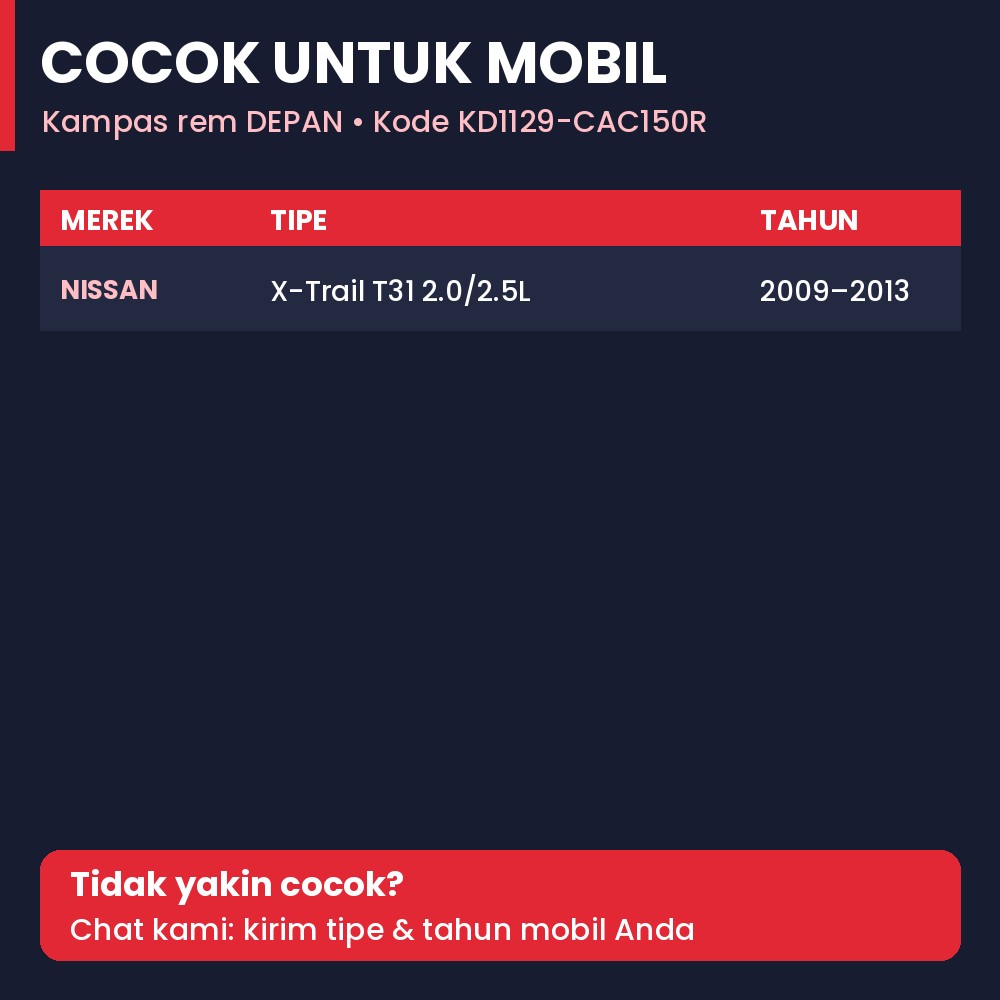 COCOK UNTUK MOBIL
Kampas rem DEPAN • Kode KD1129-CAC150R
MEREK TIPE TAHUN
NISSAN X-Trail T31 2.0/2.5L 2009–2013
Tidak yakin cocok?
Chat kami: kirim tipe & tahun mobil Anda